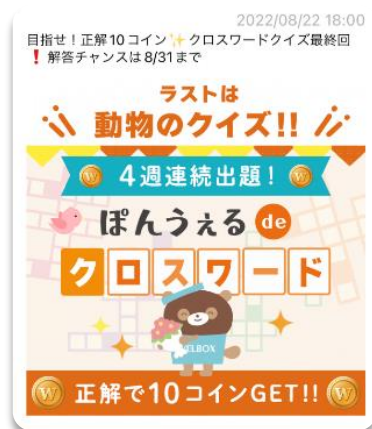 2022/08/22 18:00
目指せ！正解10コイン✨クロスワードクイズ最終回
❗解答チャンスは8/31まで
ラストは
動物のクイズ!!
W 4週連続出題！ W
ぽんうぇるde
クロスワード
W 正解で10コインGET!! W